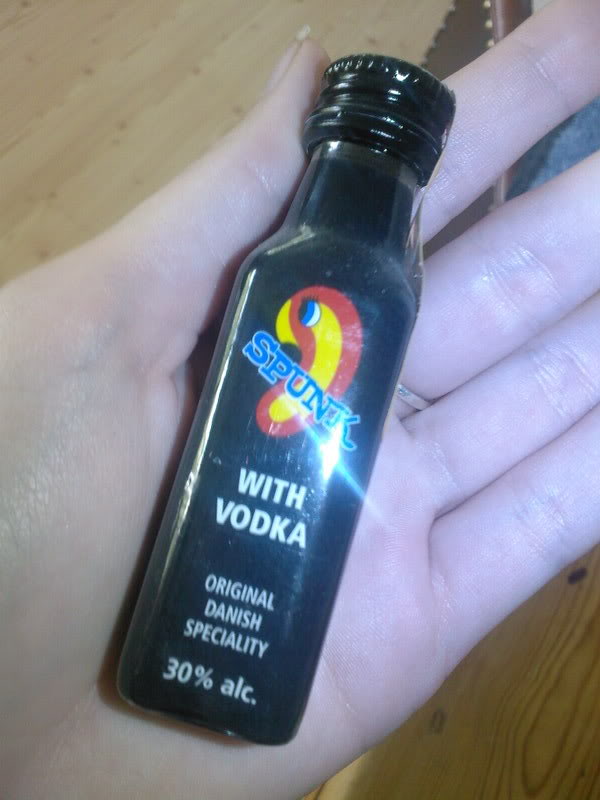 SPUNK
WITH
VODKA
ORIGINAL
DANISH
SPECIALITY
30% alc.